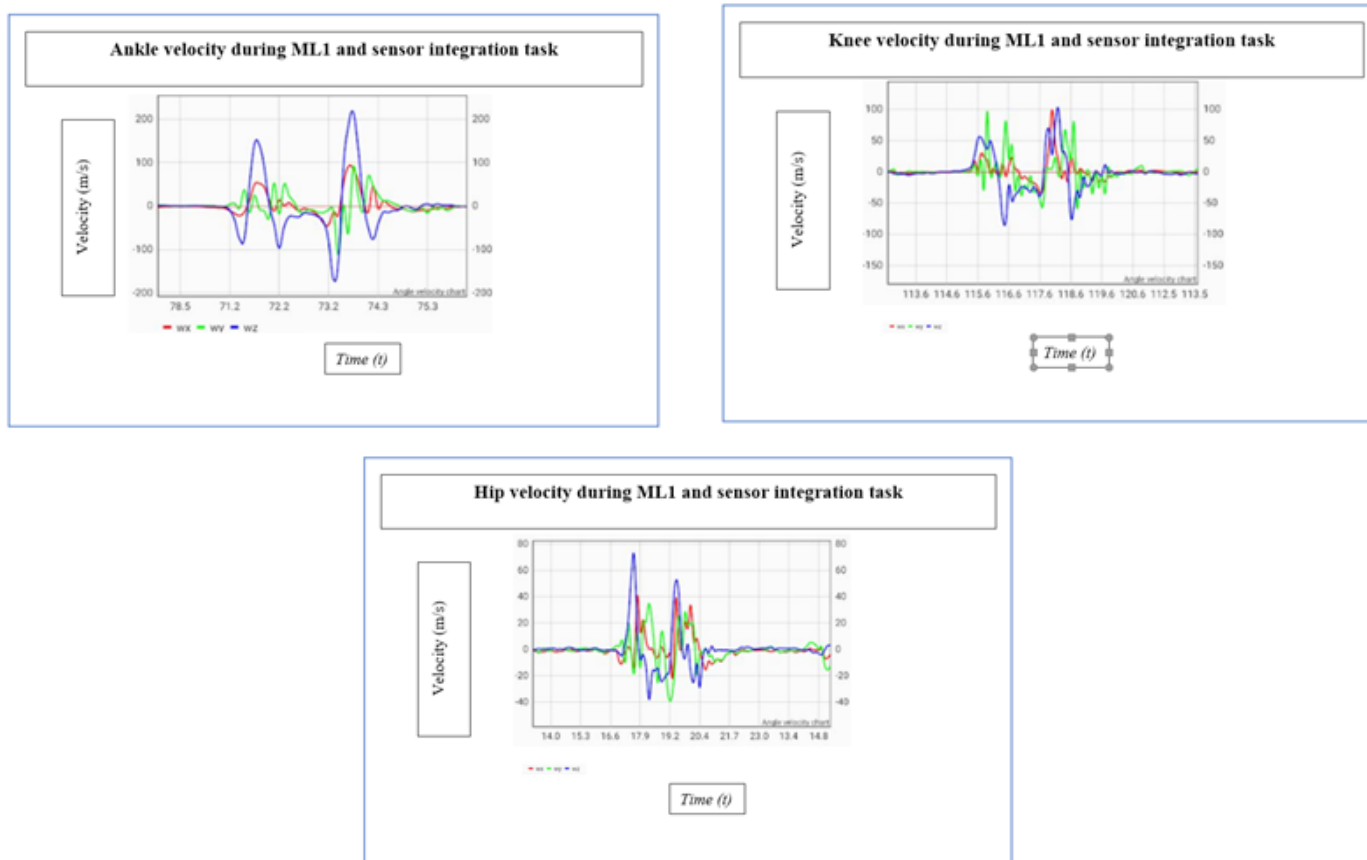 Ankle velocity during ML1 and sensor integration task
Velocity (m/s)
200
100
0
-100
-200
200
100
0
-100
-200
Angle velocity chart
78.5 71.2 72.2 73.2 74.3 75.3
wx wy wz
Time (t)
Knee velocity during ML1 and sensor integration task
Velocity (m/s)
100
50
0
-50
-100
-150
100
50
0
-50
-100
-150
Angle velocity chart
113.6 114.6 115.6 116.6 117.6 118.6 119.6 120.6 112.5 113.5
wx wy wz
Time (t)
Hip velocity during ML1 and sensor integration task
Velocity (m/s)
80
60
40
20
0
-20
-40
80
60
40
20
0
-20
-40
Angle velocity chart
14.0 15.3 16.6 17.9 19.2 20.4 21.7 23.0 13.4 14.8
wx wy wz
Time (t)